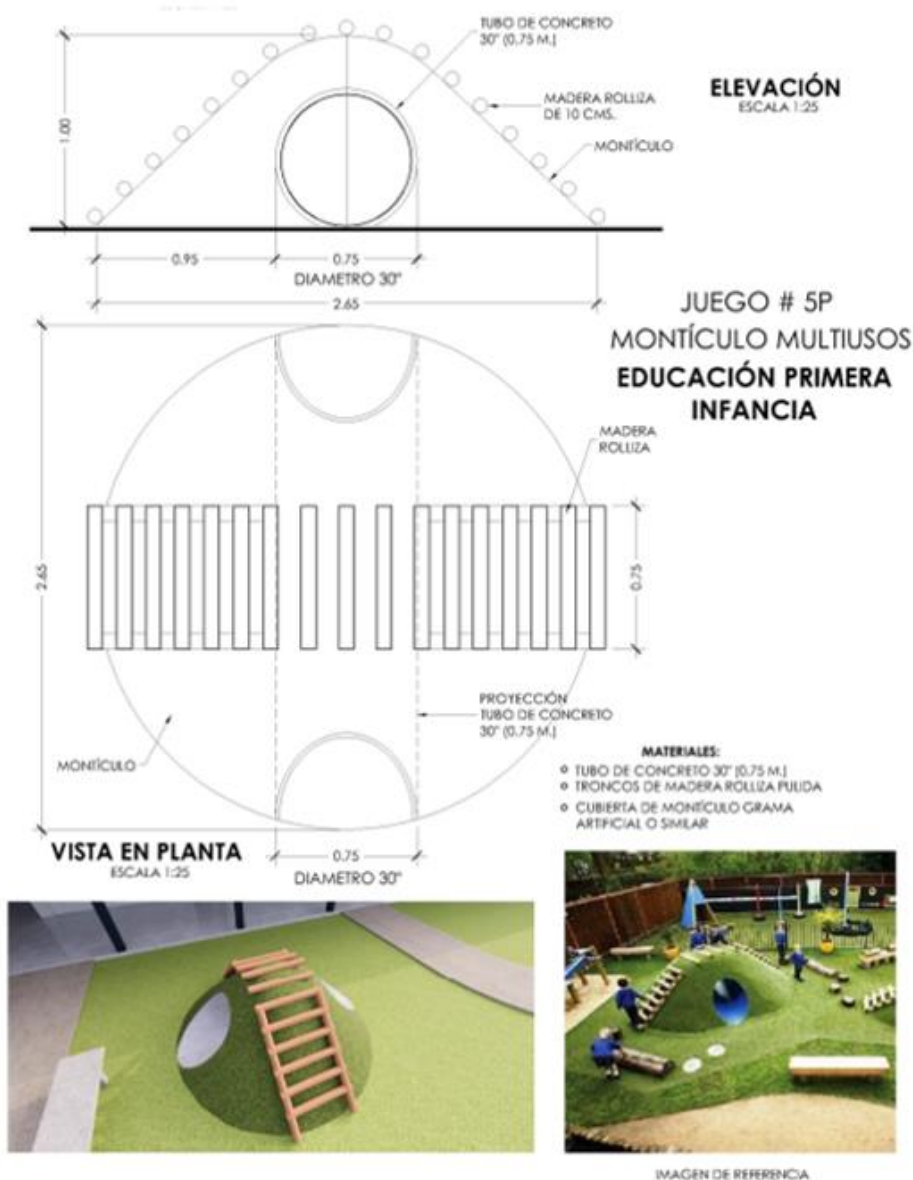 TUBO DE CONCRETO
30" (0.75 M.)
ELEVACIÓN
ESCALA 1:25
MADERA ROLLIZA
DE 10 CMS.
MONTÍCULO
1.00
0.95
0.75
DIAMETRO 30"
2.65
JUEGO # 5P
MONTÍCULO MULTIUSOS
EDUCACIÓN PRIMERA
INFANCIA
MADERA
ROLLIZA
2.65
0.75
PROYECCIÓN
TUBO DE CONCRETO
30" (0.75 M.)
MONTÍCULO
MATERIALES:
TUBO DE CONCRETO 30" (0.75 M.)
TRONCOS DE MADERA ROLLIZA PULIDA
CUBIERTA DE MONTÍCULO GRAMA
ARTIFICIAL O SIMILAR
VISTA EN PLANTA
ESCALA 1:25
0.75
DIAMETRO 30"
IMAGEN DE REFERENCIA